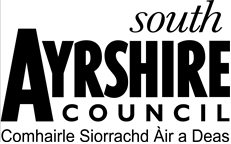 south
AYRSHIRE
COUNCIL
Comhairle Siorrachd Àir a Deas